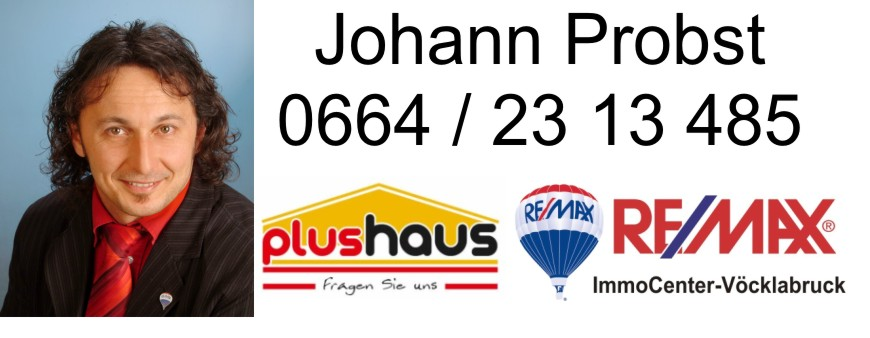 Johann Probst
0664 / 23 13 485
plushaus
Fragen Sie uns
RE/MAX
RE/MAX®
ImmoCenter-Vöcklabruck